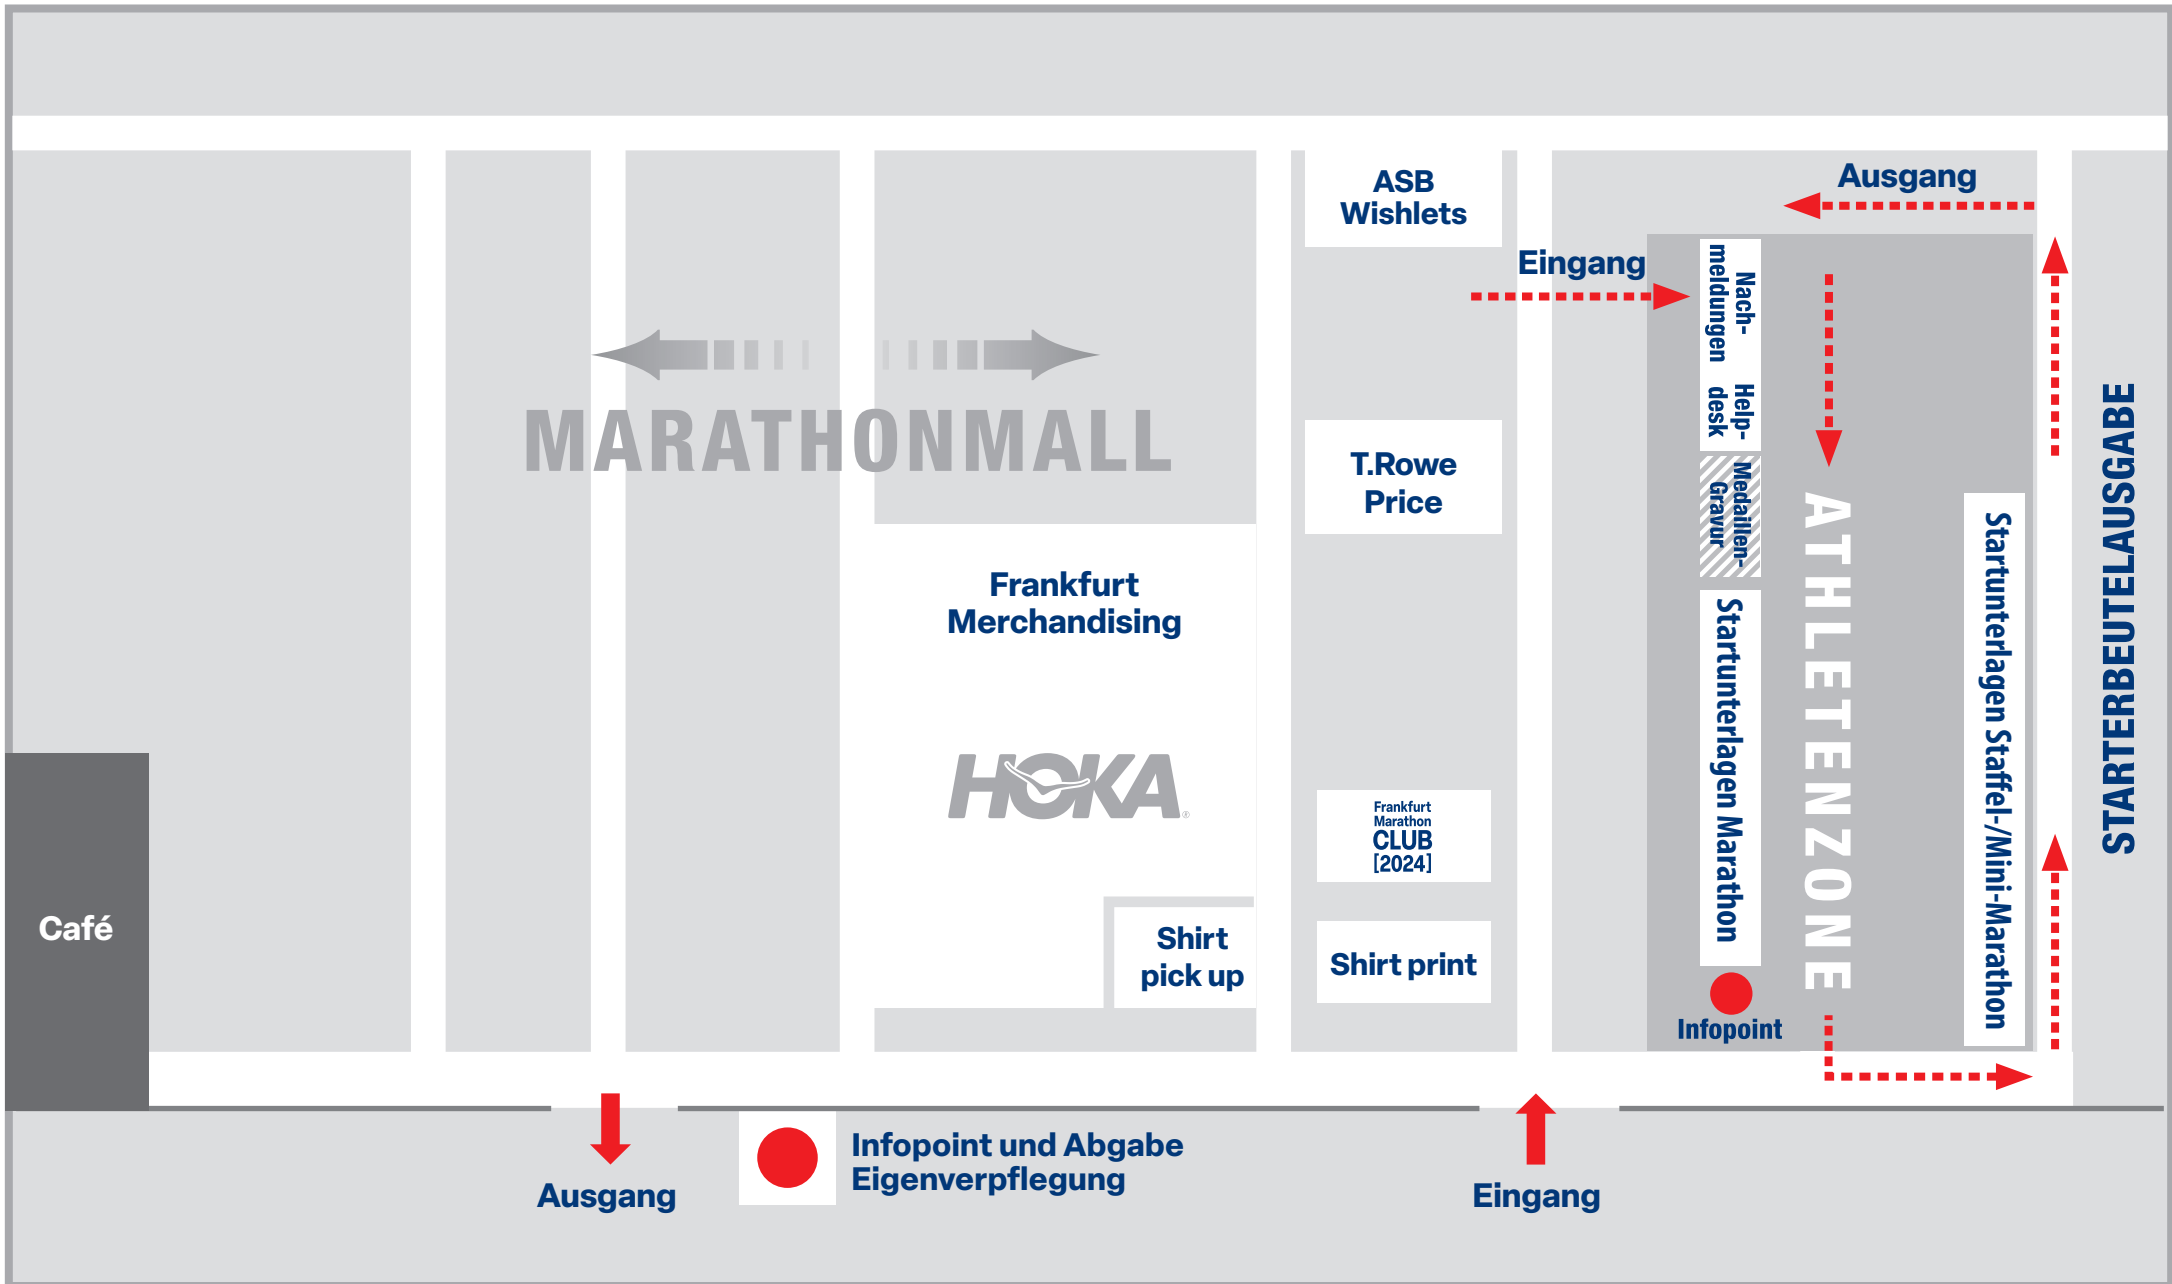 ASB
Wishlets
Ausgang
Eingang
Nach-
meldungen
Help-
desk
Medaillen-
Gravur
MARATHONMALL
T.Rowe
Price
Frankfurt
Merchandising
HOKA®
Frankfurt
Marathon
CLUB
[2024]
Shirt
pick up
Shirt print
Startunterlagen Marathon
ATHLETENZONE
Startunterlagen Staffel-/Mini-Marathon
STARTERBEUTELAUSGABE
Infopoint
Café
Ausgang
Infopoint und Abgabe
Eigenverpflegung
Eingang